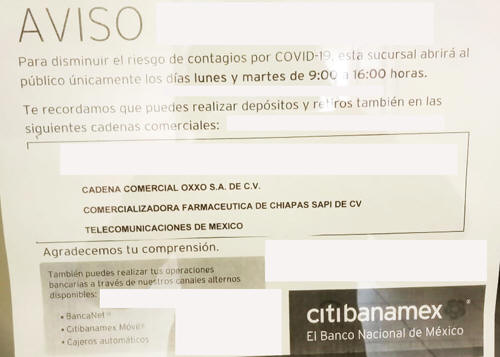 AVISO
Para disminuir el riesgo de contagios por COVID-19, esta sucursal abrirá al
público únicamente los días lunes y martes de 9:00 a 16:00 horas.
Te recordamos que puedes realizar depósitos y retiros también en las
siguientes cadenas comerciales:
CADENA COMERCIAL OXXO S.A. DE C.V.
COMERCIALIZADORA FARMACEUTICA DE CHIAPAS SAPI DE CV
TELECOMUNICACIONES DE MEXICO
Agradecemos tu comprensión.
También puedes realizar tus operaciones
bancarias a través de nuestros canales alternos
disponibles:
• BancaNet®
• Citibanamex Móvil®
• Cajeros automáticos
citibanamex
El Banco Nacional de México